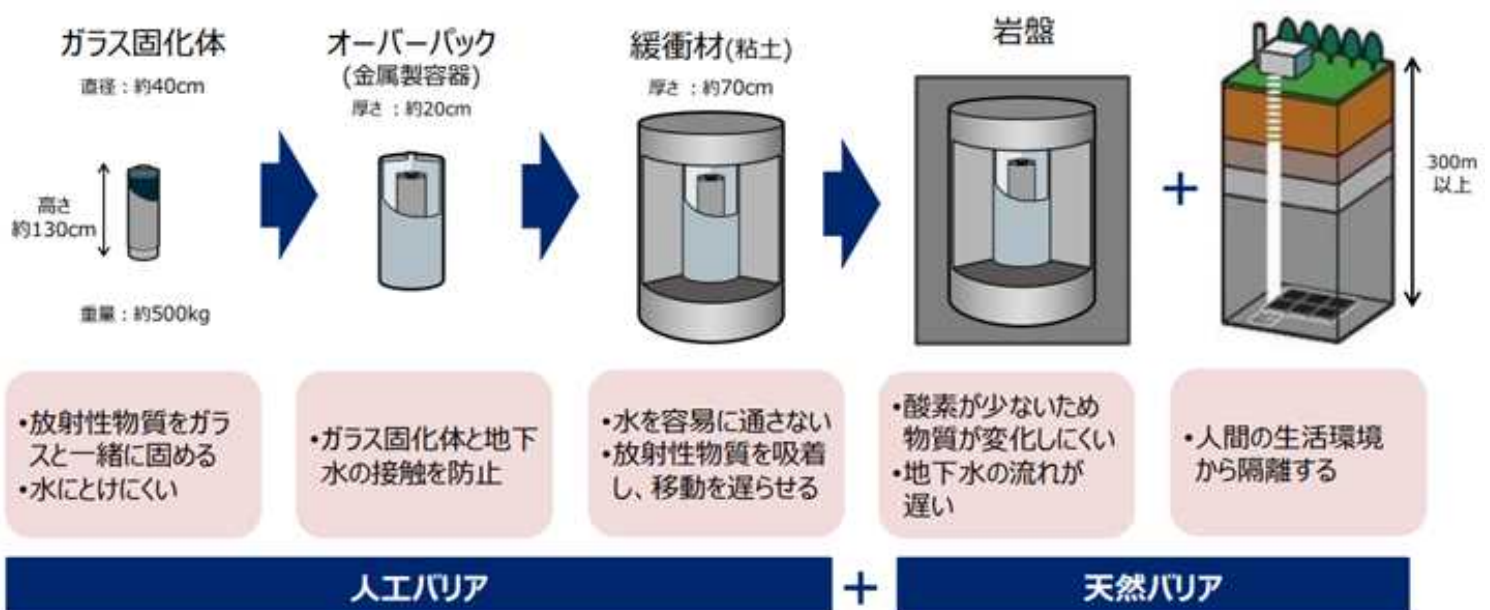 ガラス固化体
直径：約40cm
高さ
約130cm
重量：約500kg
オーバーパック
(金属製容器)
厚さ：約20cm
緩衝材(粘土)
厚さ：約70cm
岩盤
+
300m
以上
•放射性物質をガラ
スと一緒に固める
•水にとけにくい
•ガラス固化体と地下
水の接触を防止
•水を容易に通さない
•放射性物質を吸着
し、移動を遅らせる
•酸素が少ないため
物質が変化しにくい
•地下水の流れが
遅い
•人間の生活環境
から隔離する
人工バリア
+
天然バリア